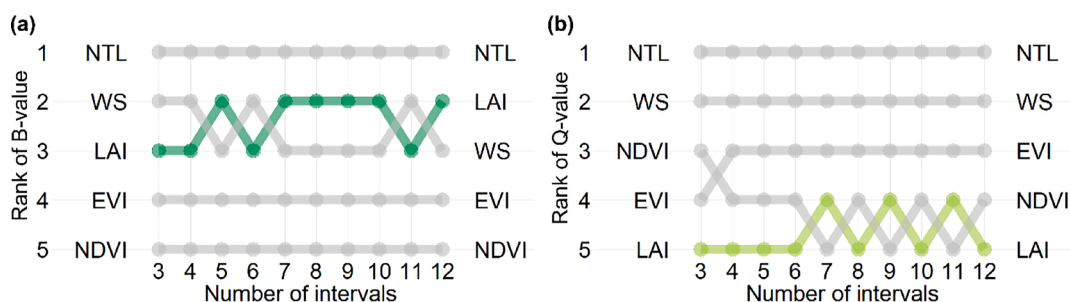 (a)
Rank of B-value
1 NTL NTL
2 WS LAI
3 LAI WS
4 EVI EVI
5 NDVI NDVI
3 4 5 6 7 8 9 10 11 12
Number of intervals
(b)
Rank of Q-value
1 NTL NTL
2 WS WS
3 NDVI EVI
4 EVI NDVI
5 LAI LAI
3 4 5 6 7 8 9 10 11 12
Number of intervals